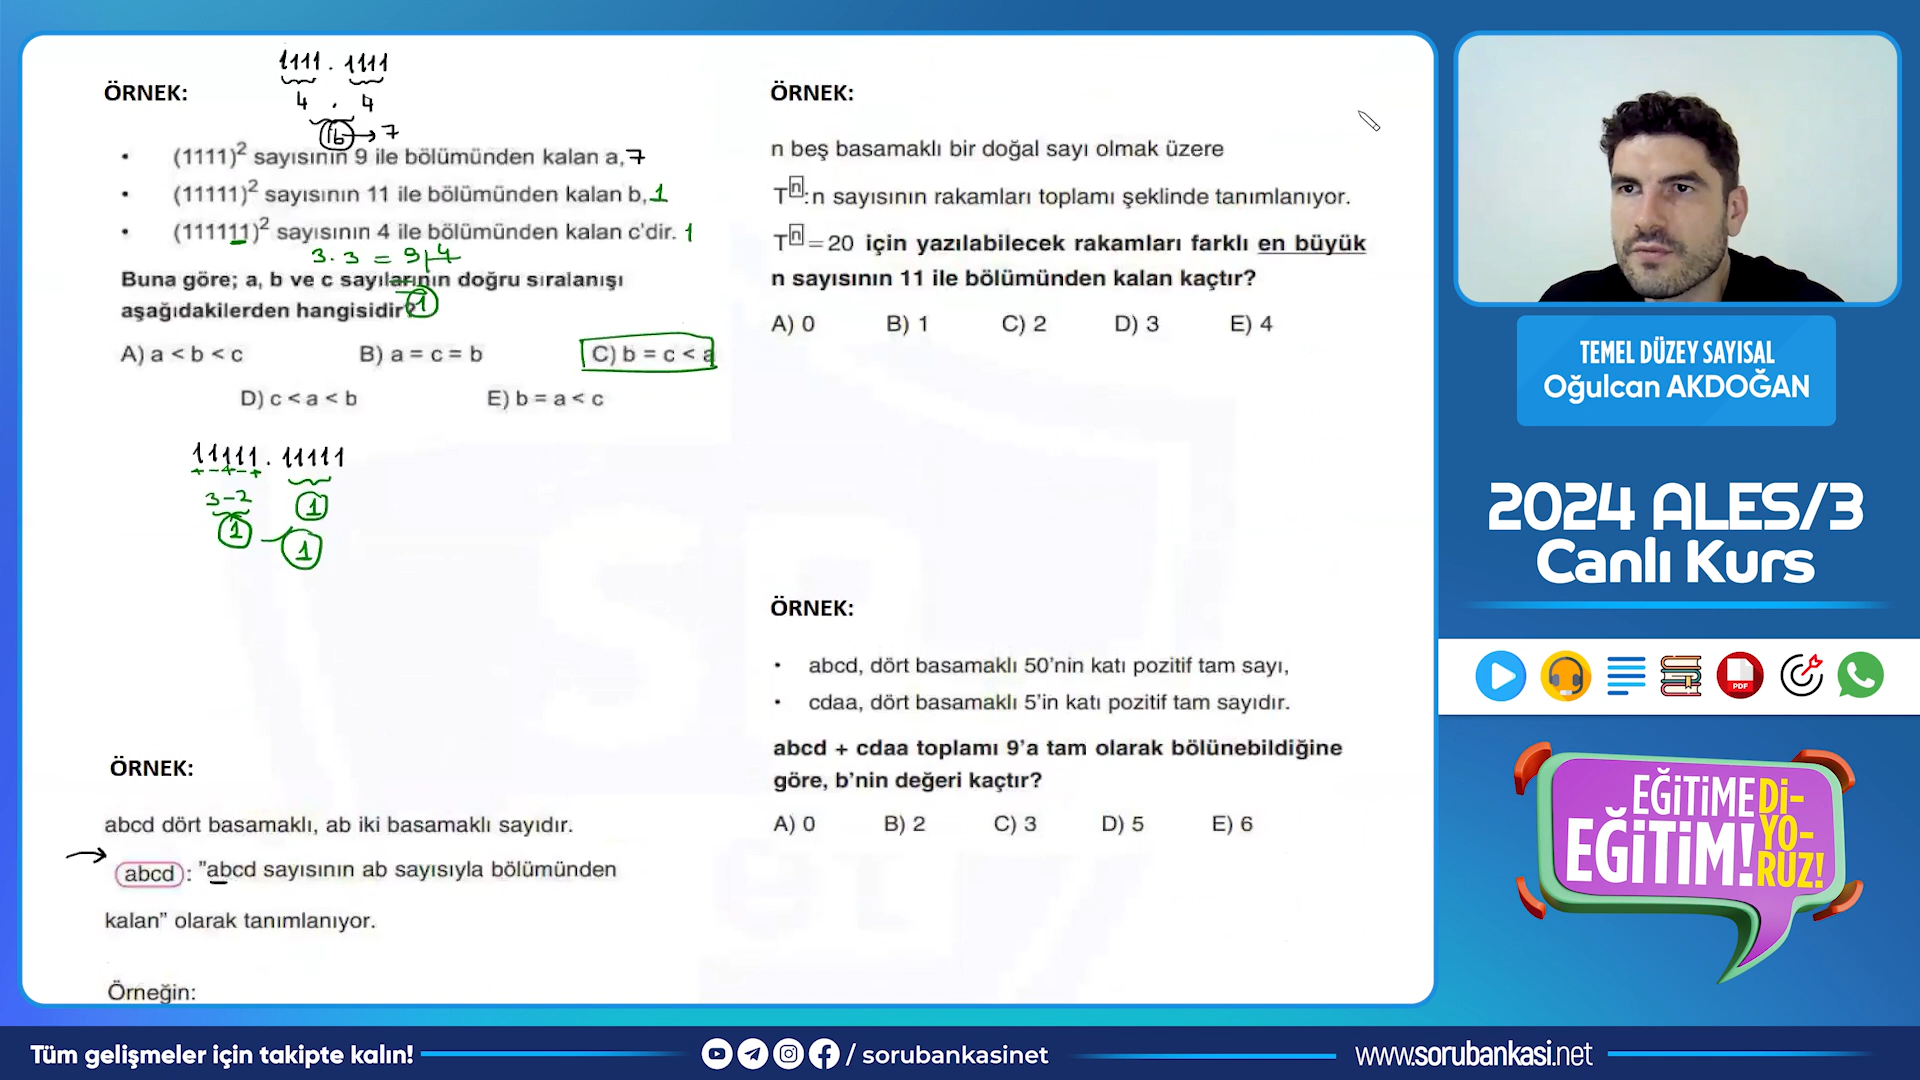 1111 . 1111
4 . 4
16 → 7
ÖRNEK:
• (1111)² sayısının 9 ile bölümünden kalan a, 7
• (11111)² sayısının 11 ile bölümünden kalan b, 1
• (111111)² sayısının 4 ile bölümünden kalan c'dir. 1
3 . 3 = 9 4
1
Buna göre; a, b ve c sayılarının doğru sıralanışı
aşağıdakilerden hangisidir?
A) a < b < c B) a = c = b C) b = c < a
D) c < a < b E) b = a < c
11111 . 11111
+ - + - +
3 - 2 1
1 1
ÖRNEK:
abcd dört basamaklı, ab iki basamaklı sayıdır.
abcd : "abcd sayısının ab sayısıyla bölümünden
kalan" olarak tanımlanıyor.
Örneğin:
ÖRNEK:
n beş basamaklı bir doğal sayı olmak üzere
T[n]:n sayısının rakamları toplamı şeklinde tanımlanıyor.
T[n] = 20 için yazılabilecek rakamları farklı en büyük
n sayısının 11 ile bölümünden kalan kaçtır?
A) 0 B) 1 C) 2 D) 3 E) 4
ÖRNEK:
• abcd, dört basamaklı 50'nin katı pozitif tam sayı,
• cdaa, dört basamaklı 5'in katı pozitif tam sayıdır.
abcd + cdaa toplamı 9'a tam olarak bölünebildiğine
göre, b'nin değeri kaçtır?
A) 0 B) 2 C) 3 D) 5 E) 6
TEMEL DÜZEY SAYISAL
Oğulcan AKDOĞAN
2024 ALES/3
Canlı Kurs
PDF
EĞİTİME
EĞİTİM!
Dİ-
YO-
RUZ!
Tüm gelişmeler için takipte kalın!
/ sorubankasinet
www.sorubankasi.net